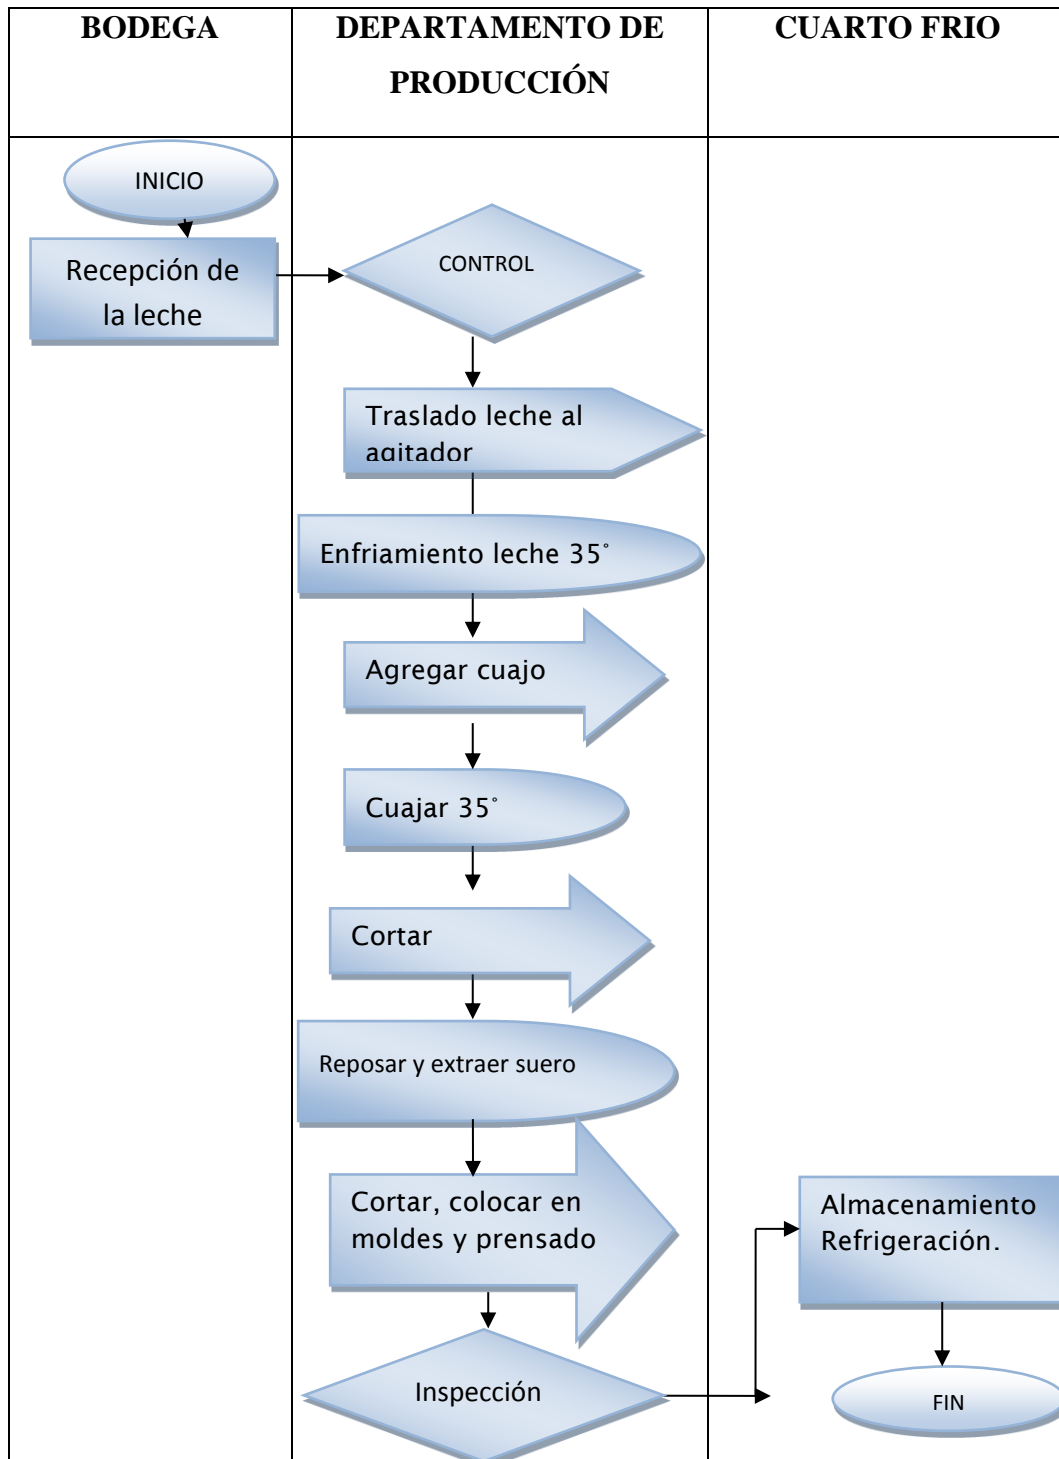 BODEGA
DEPARTAMENTO DE
PRODUCCIÓN
CUARTO FRIO
INICIO
Recepción de
la leche
CONTROL
Traslado leche al
agitador
Enfriamiento leche 35°
Agregar cuajo
Cuajar 35°
Cortar
Reposar y extraer suero
Cortar, colocar en
moldes y prensado
Inspección
Almacenamiento
Refrigeración.
FIN